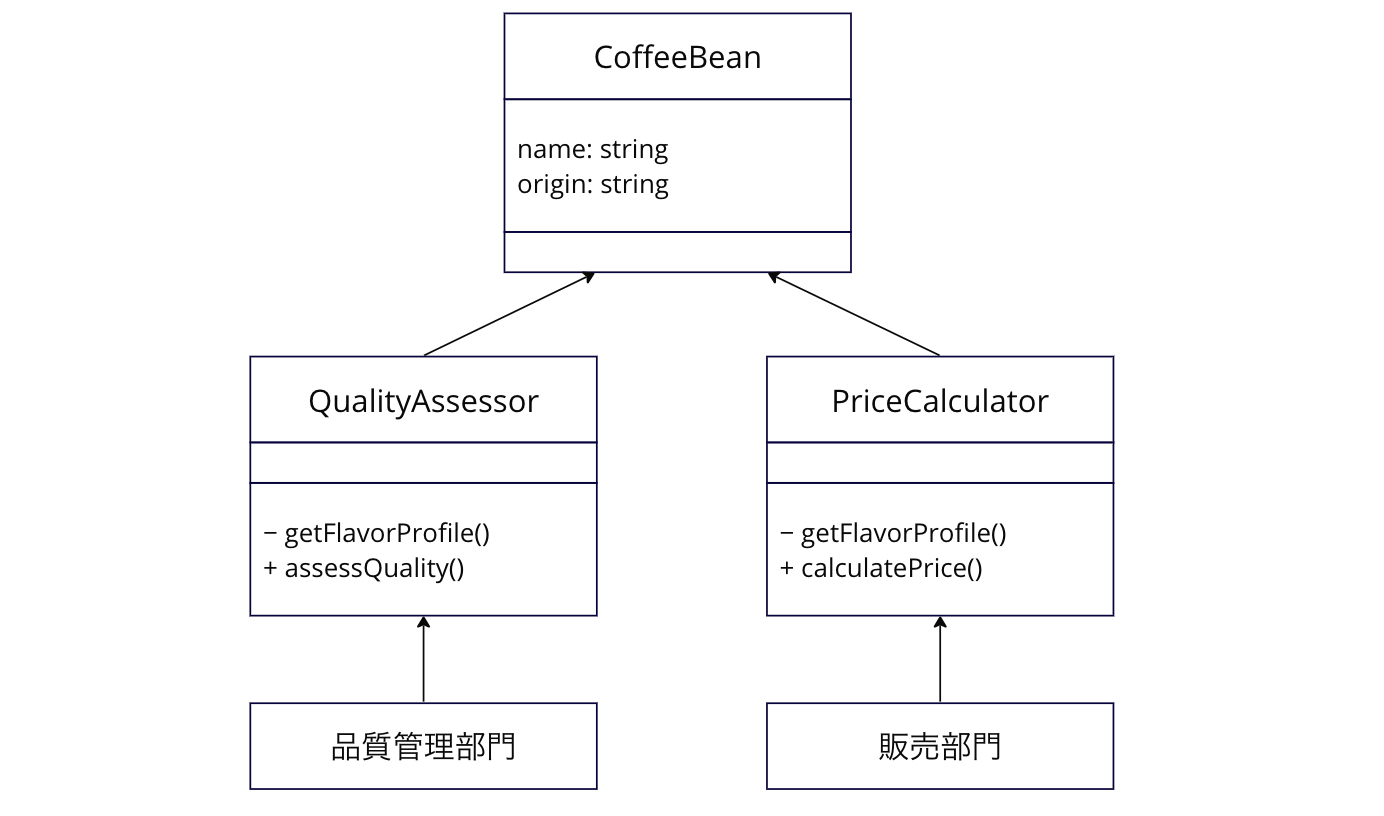 CoffeeBean
name: string
origin: string
QualityAssessor
− getFlavorProfile()
+ assessQuality()
PriceCalculator
− getFlavorProfile()
+ calculatePrice()
品質管理部門
販売部門